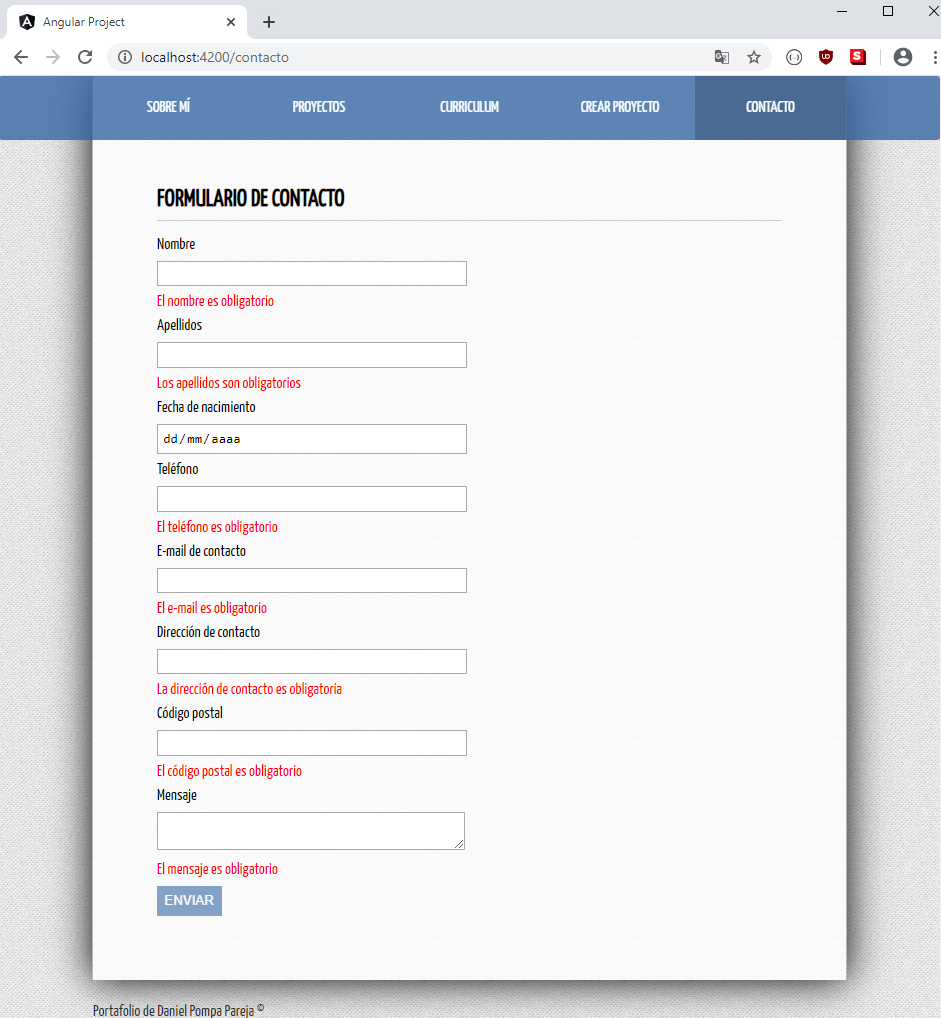 Angular Project
localhost:4200/contacto
SOBRE MÍ PROYECTOS CURRICULUM CREAR PROYECTO CONTACTO
FORMULARIO DE CONTACTO
Nombre
El nombre es obligatorio
Apellidos
Los apellidos son obligatorios
Fecha de nacimiento
dd/mm/aaaa
Teléfono
El teléfono es obligatorio
E-mail de contacto
El e-mail es obligatorio
Dirección de contacto
La dirección de contacto es obligatoria
Código postal
El código postal es obligatorio
Mensaje
El mensaje es obligatorio
ENVIAR
Portafolio de Daniel Pompa Pareja ©